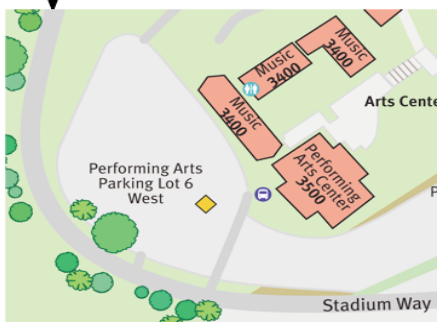 Music
3400
Music
3400
Music
3400
Arts Cente
Performing Arts
Parking Lot 6
West
Performing
Arts Center
3500
P
Stadium Way